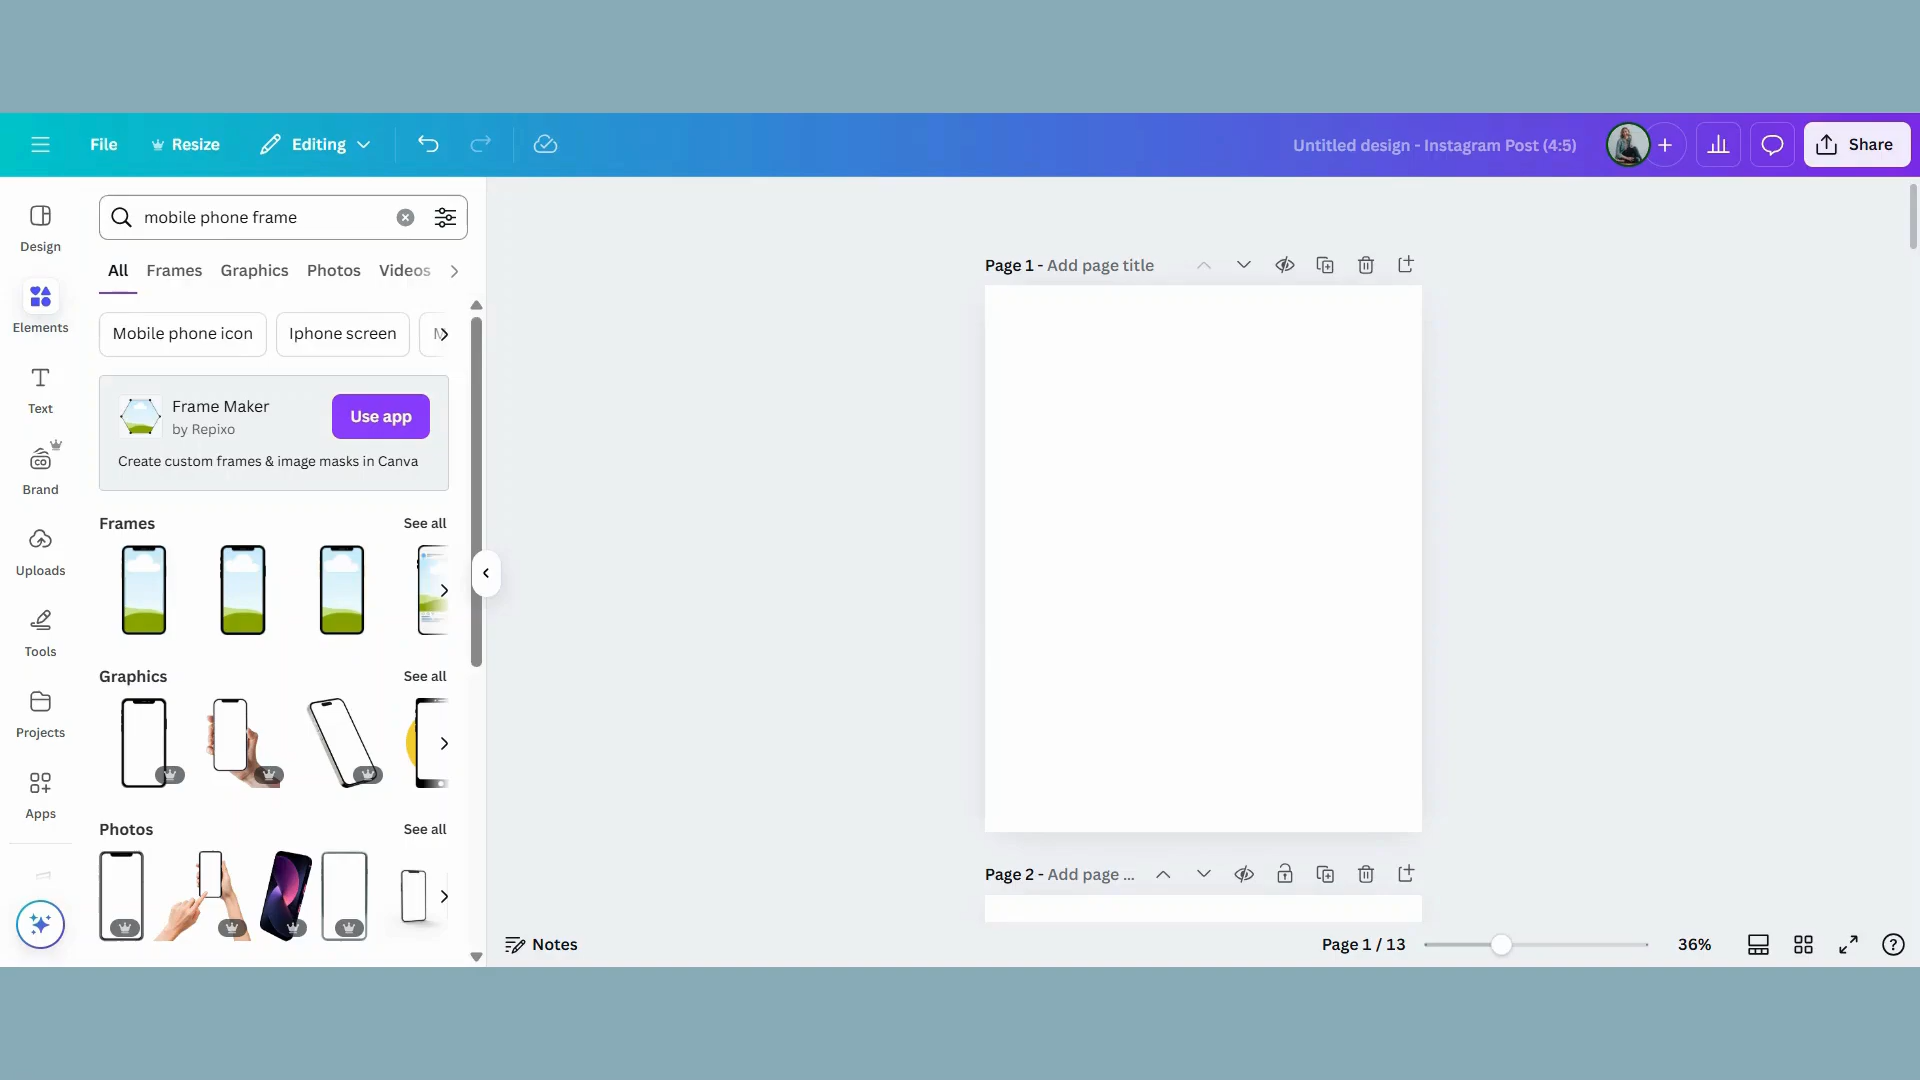 File
Resize
Editing
Untitled design - Instagram Post (4:5)
Share
mobile phone frame
Design
Elements
Text
Brand
Uploads
Tools
Projects
Apps
All
Frames
Graphics
Photos
Videos
Mobile phone icon
Iphone screen
Frame Maker
by Repixo
Use app
Create custom frames & image masks in Canva
Frames
See all
Graphics
See all
Photos
See all
Page 1 - Add page title
Page 2 - Add page ...
Notes
Page 1 / 13
36%